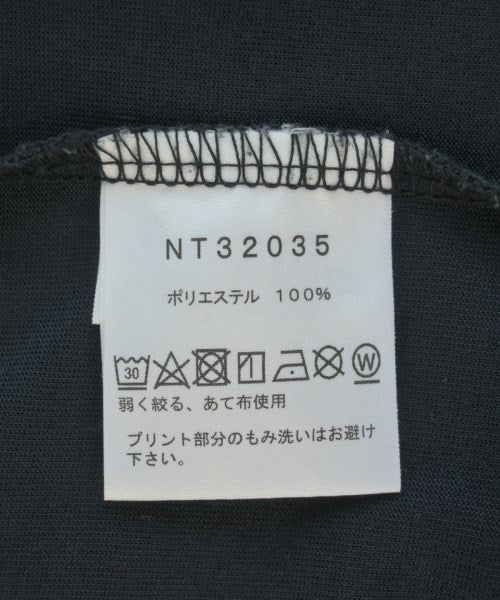 NT32035
ポリエステル 100%
30 W
弱く絞る、あて布使用
プリント部分のもみ洗いはお避け
下さい。